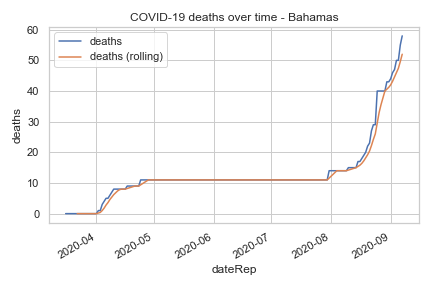 COVID-19 deaths over time - Bahamas
deaths
deaths (rolling)
60
50
40
30
20
10
0
deaths
2020-04
2020-05
2020-06
2020-07
2020-08
2020-09
dateRep